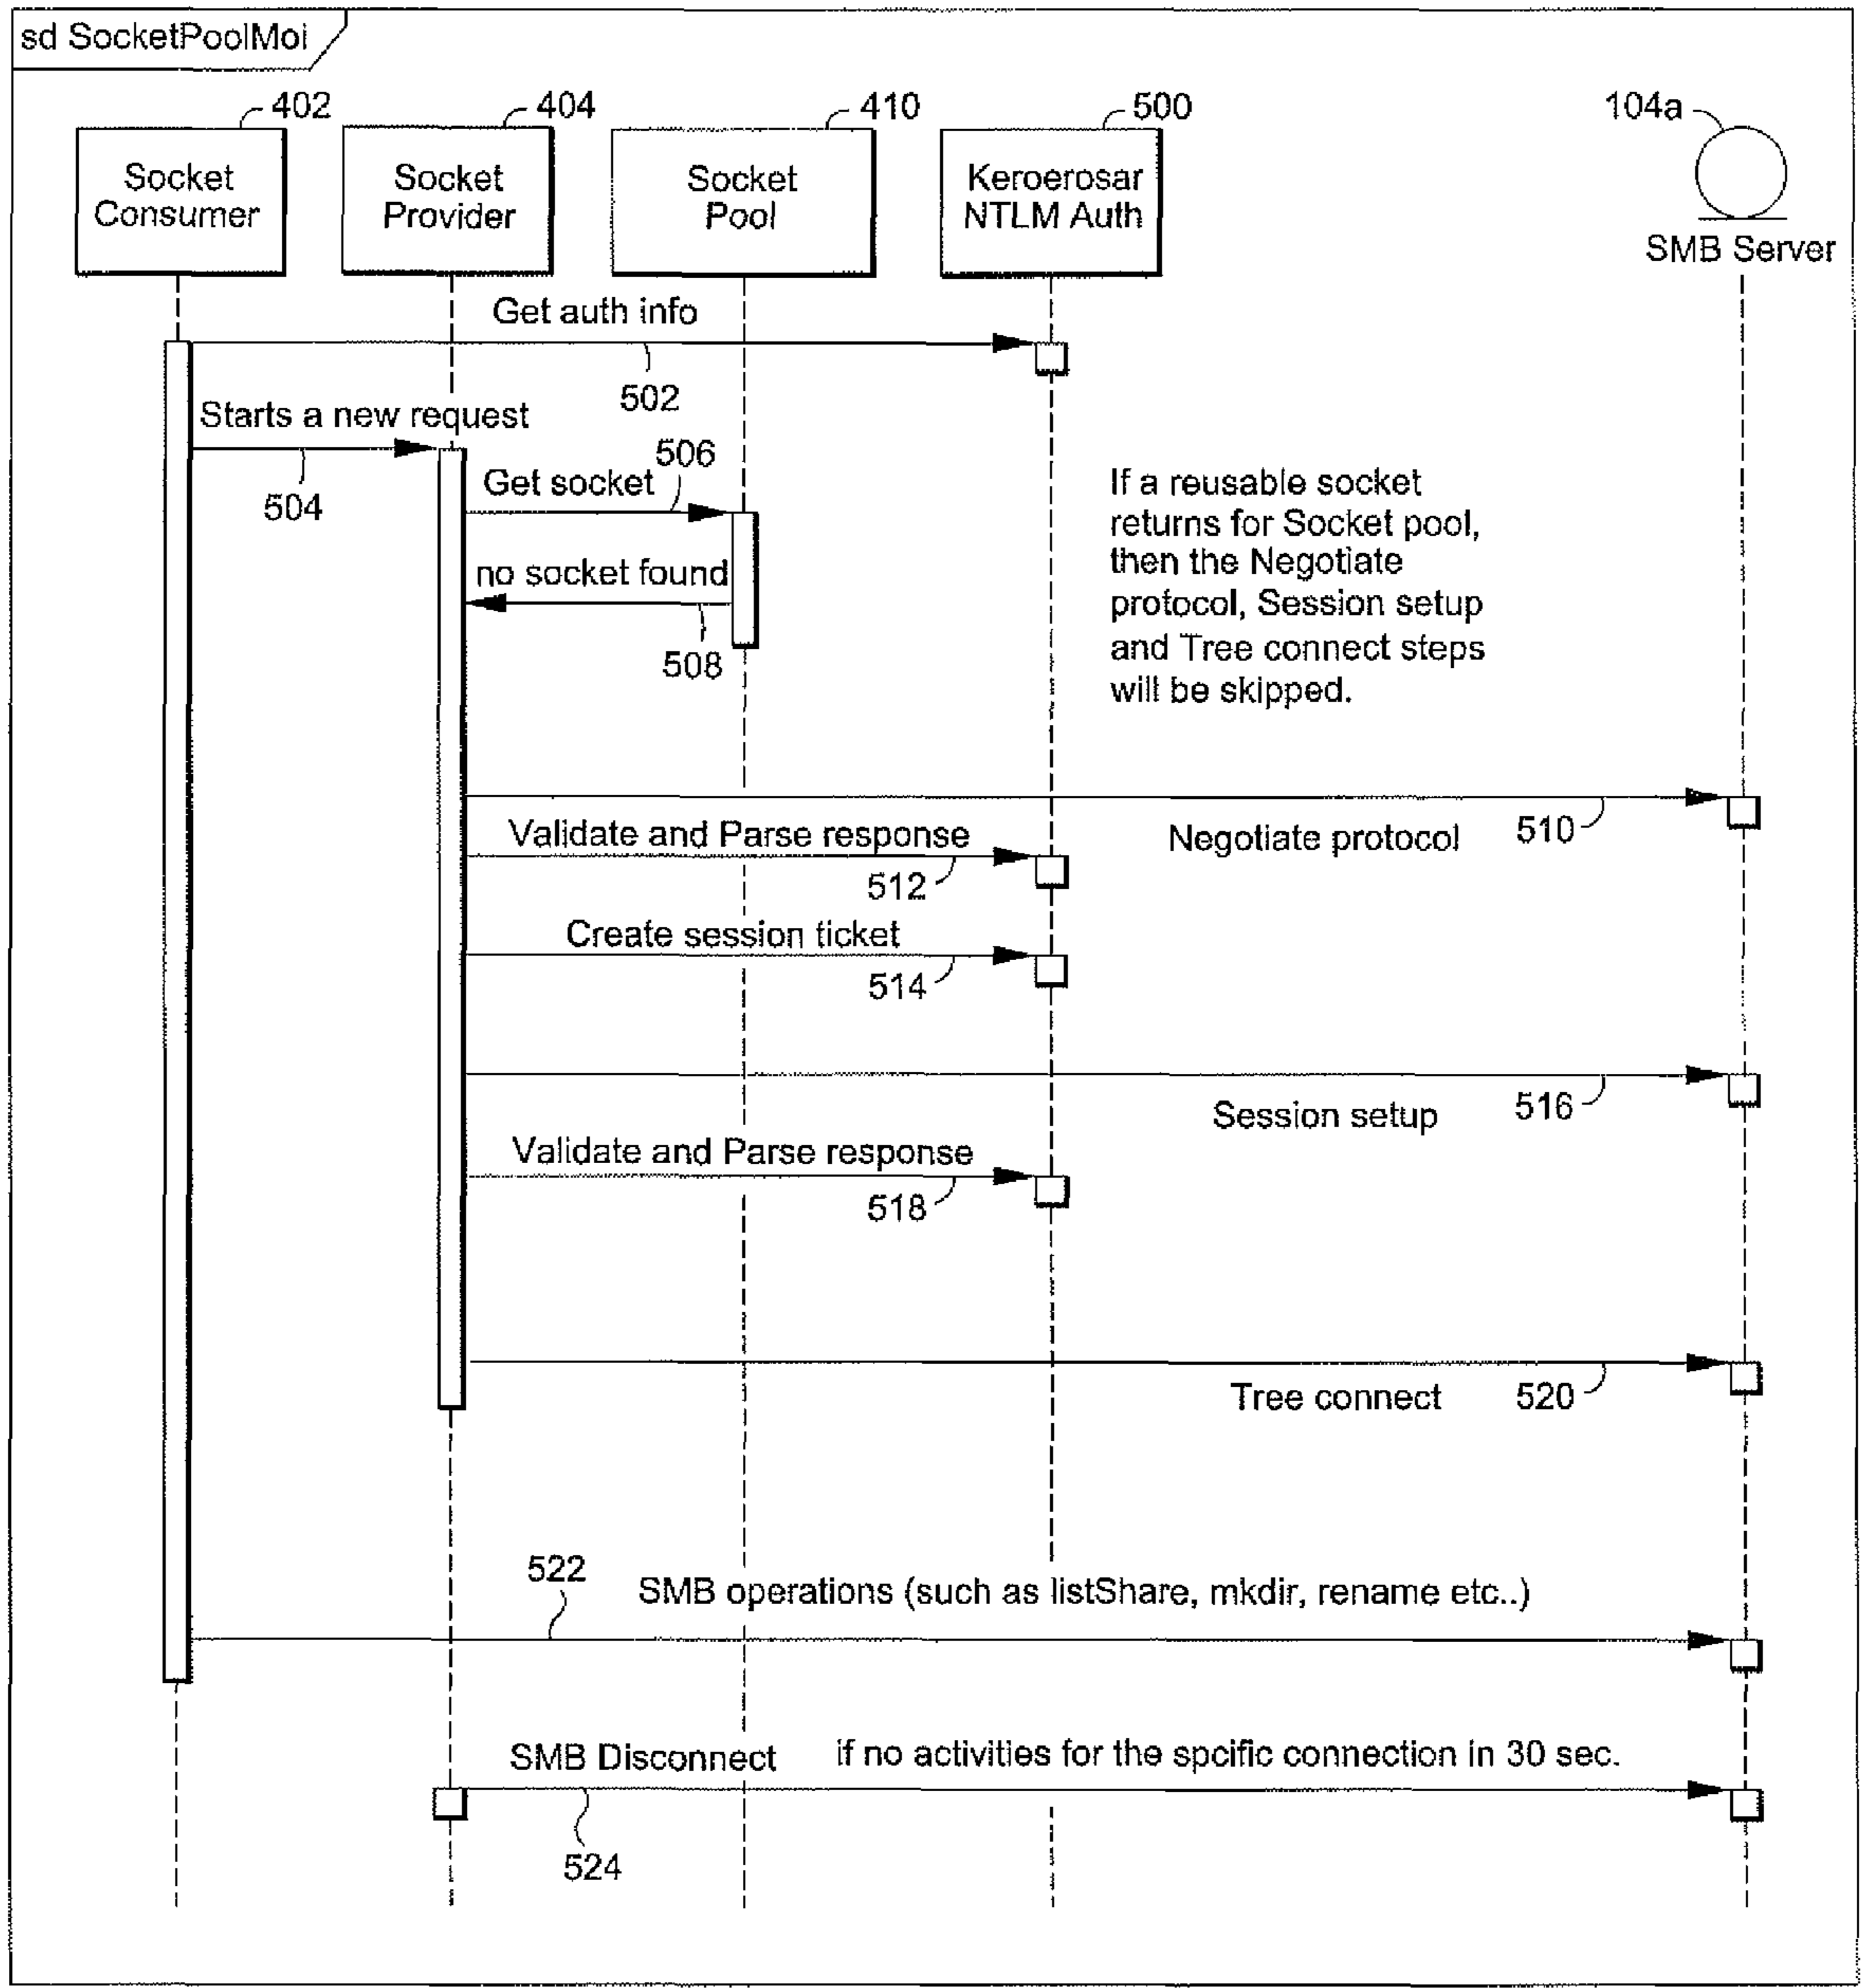 sd SocketPoolMoi
402
404
410
500
104a
Socket
Consumer
Socket
Provider
Socket
Pool
Keroerosar
NTLM Auth
SMB Server
Get auth info
502
Starts a new request
504
506
Get socket
no socket found
508
If a reusable socket
returns for Socket pool,
then the Negotiate
protocol, Session setup
and Tree connect steps
will be skipped.
Negotiate protocol
510
Validate and Parse response
512
Create session ticket
514
Session setup
516
Validate and Parse response
518
Tree connect
520
522
SMB operations (such as listShare, mkdir, rename etc..)
SMB Disconnect
if no activities for the spcific connection in 30 sec.
524